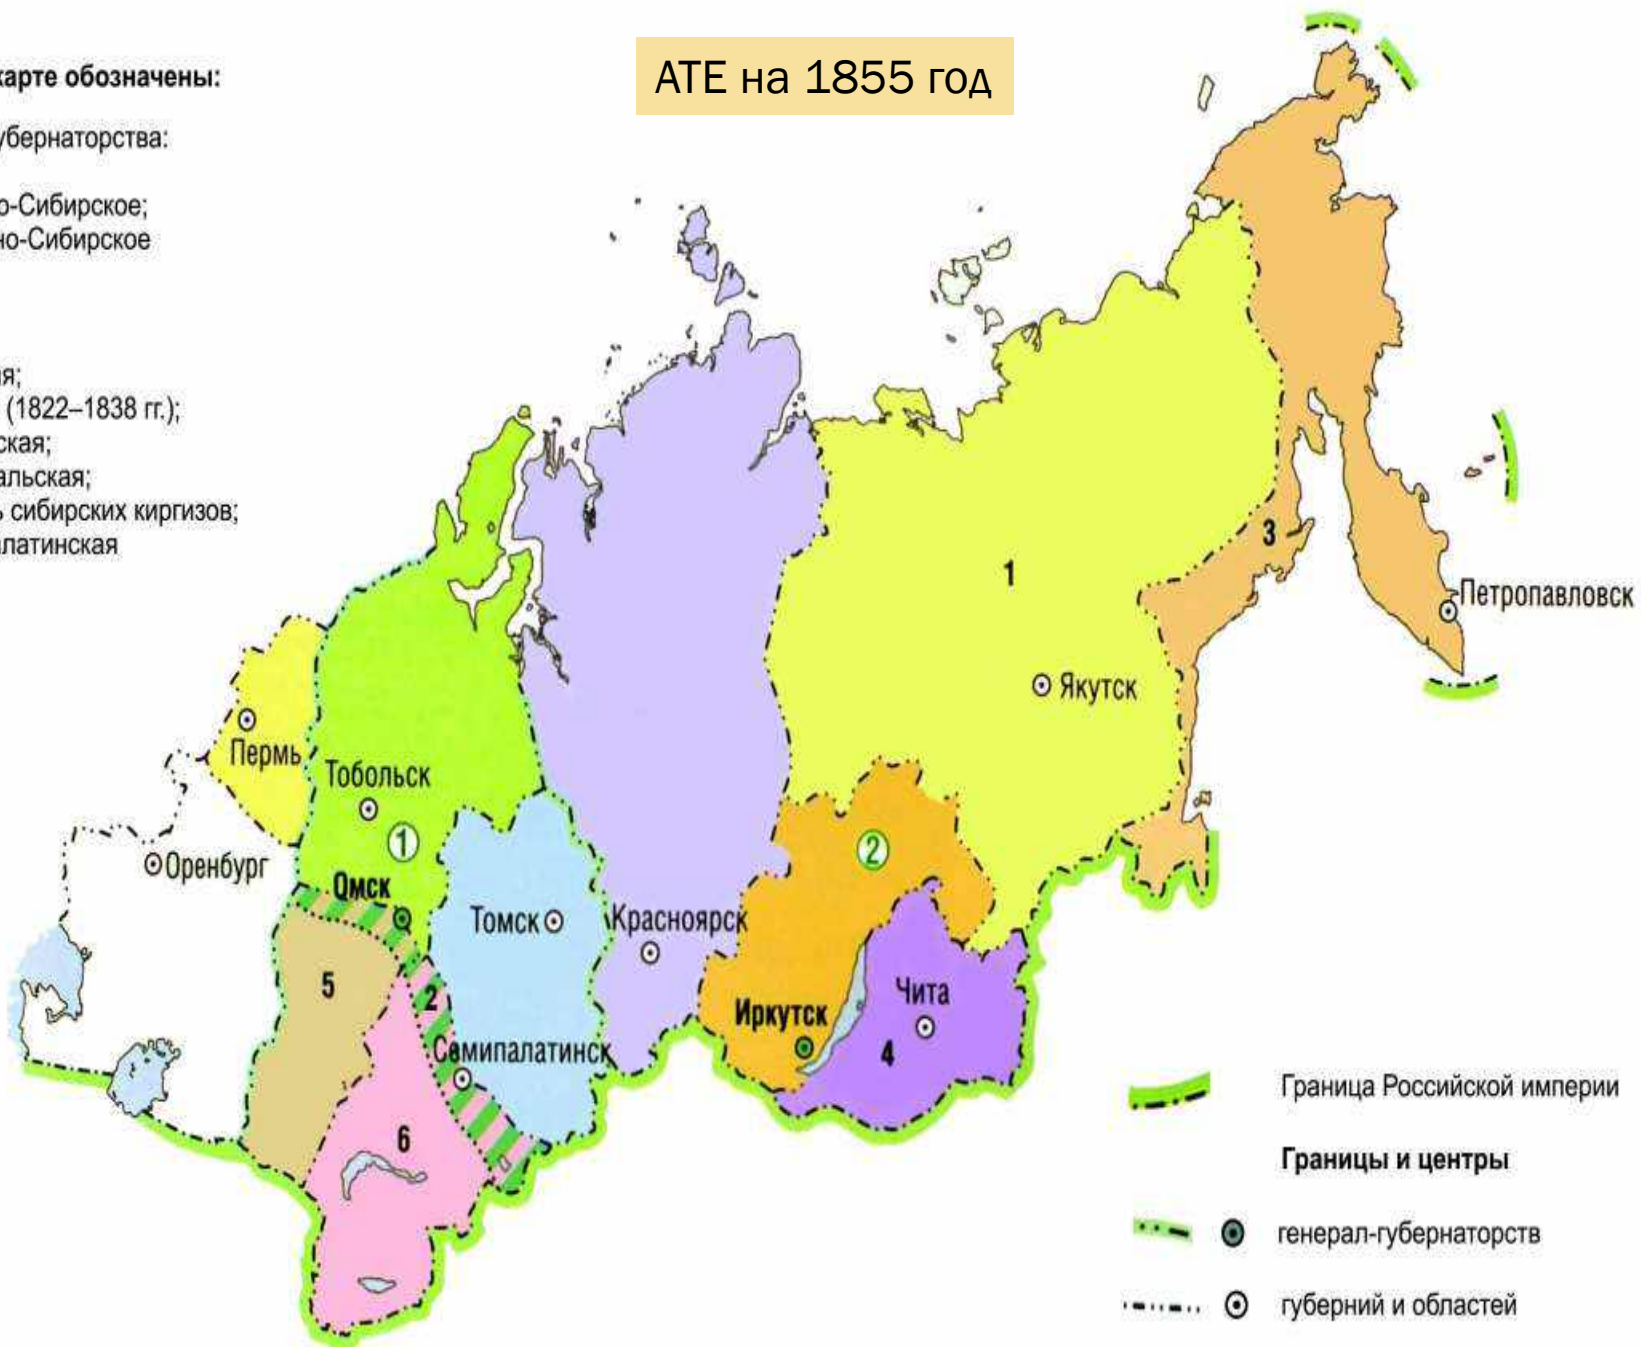 АТЕ на 1855 год
карте обозначены:
убернаторства:
о-Сибирское;
но-Сибирское
ая;
(1822–1838 гг.);
ская;
альская;
ь сибирских киргизов;
алатинская
1
3
Петропавловск
Якутск
Пермь
Тобольск
1
2
Оренбург
Омск
Томск
Красноярск
5
2
Чита
Иркутск
4
Семипалатинск
6
Граница Российской империи
Границы и центры
генерал-губернаторств
губерний и областей